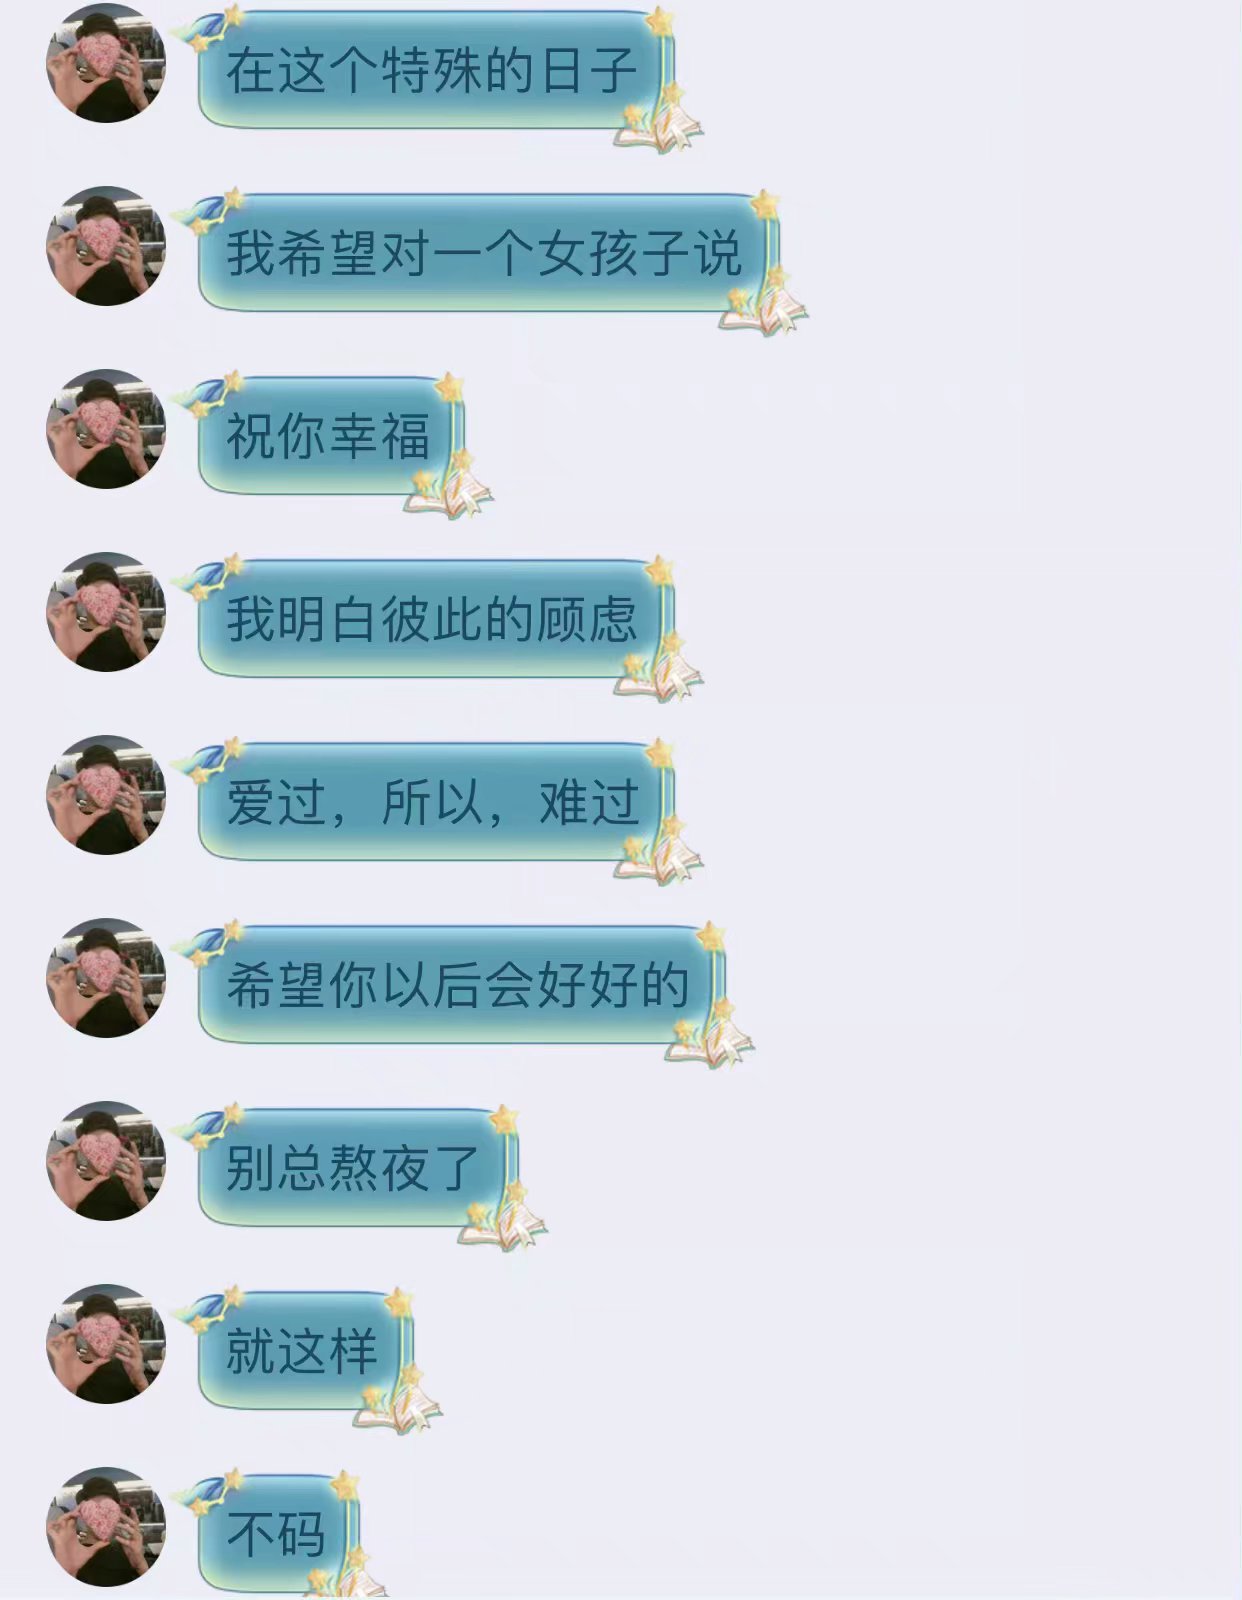 在这个特殊的日子
我希望对一个女孩子说
祝你幸福
我明白彼此的顾虑
爱过，所以，难过
希望你以后会好好的
别总熬夜了
就这样
不码